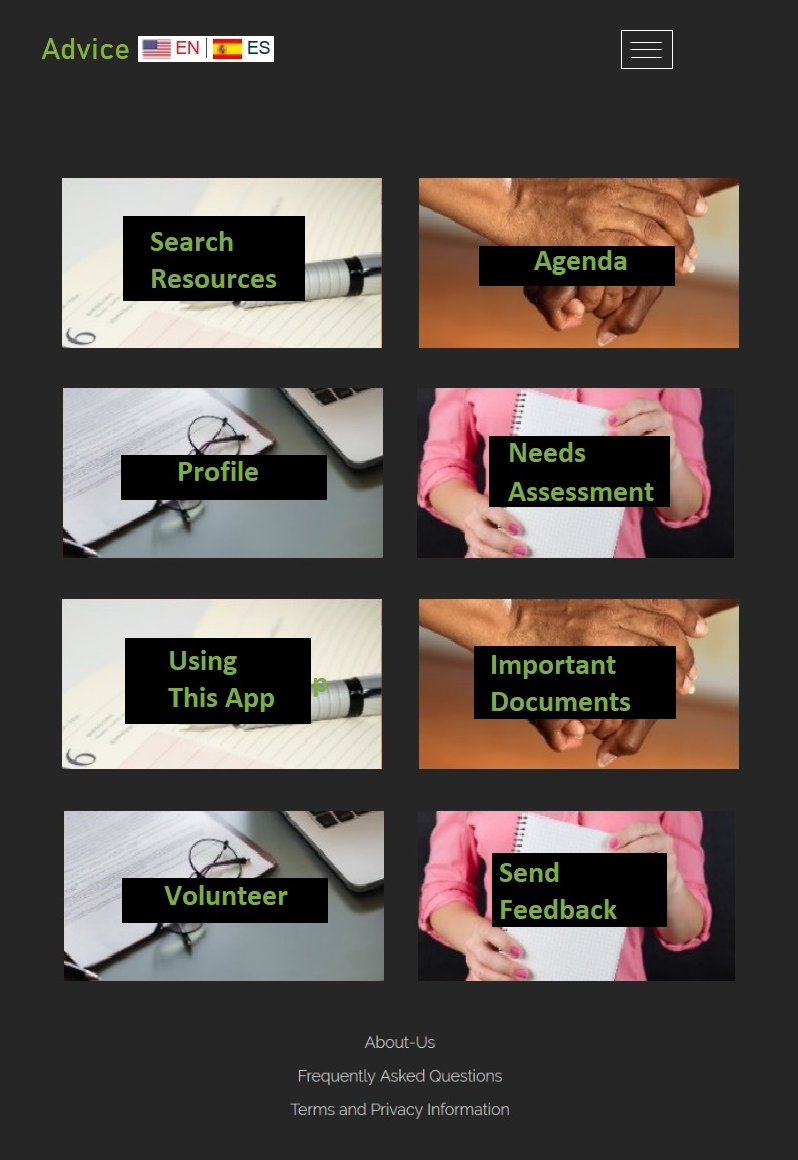 Advice EN | ES
Search
Resources
Agenda
Profile
Needs
Assessment
Using
This App
p
Important
Documents
Volunteer
Send
Feedback
About-Us
Frequently Asked Questions
Terms and Privacy Information